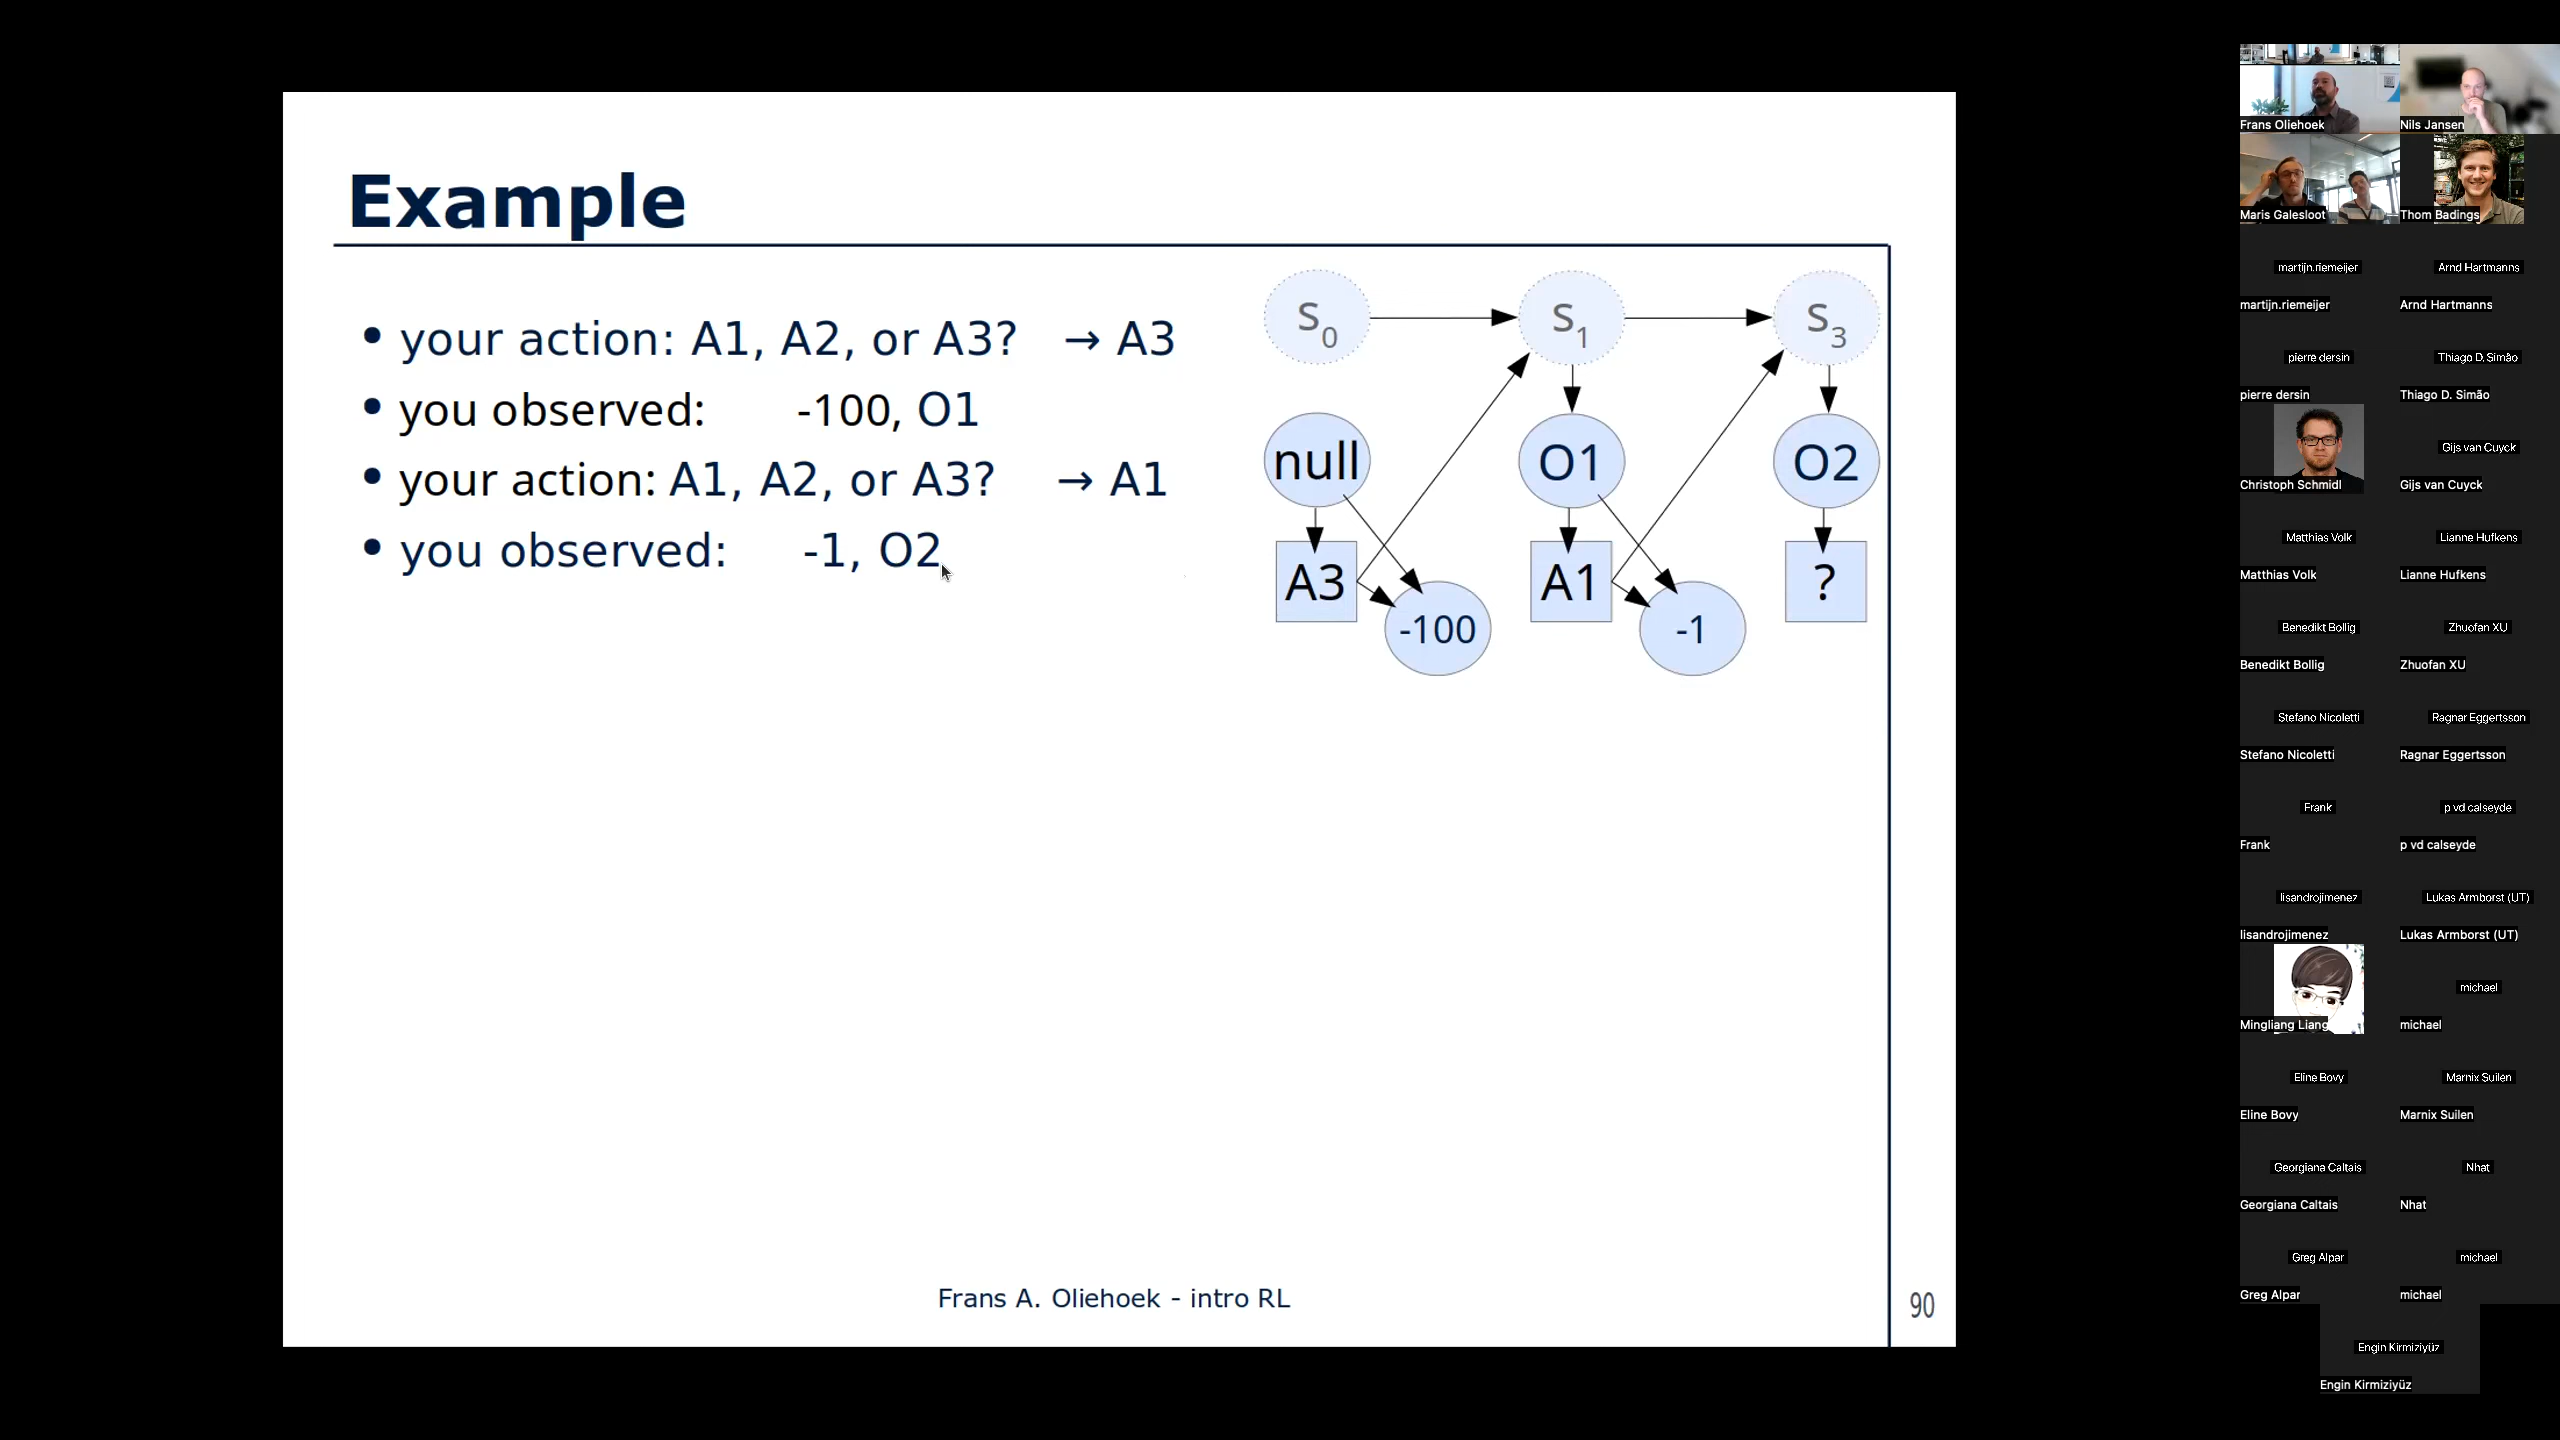 Example
• your action: A1, A2, or A3? → A3
• you observed: -100, O1
• your action: A1, A2, or A3? → A1
• you observed: -1, O2
s0 s1 s3
null O1 O2
A3 A1 ?
-100 -1
Frans A. Oliehoek - intro RL
90
Frans Oliehoek Nils Jansen
Maris Galesloot Thom Badings
martijn.riemeijer Arnd Hartmanns
martijn.riemeijer Arnd Hartmanns
pierre dersin Thiago D. Simão
pierre dersin Thiago D. Simão
Gijs van Cuyck
Christoph Schmidl Gijs van Cuyck
Matthias Volk Lianne Hufkens
Matthias Volk Lianne Hufkens
Benedikt Bollig Zhuofan XU
Benedikt Bollig Zhuofan XU
Stefano Nicoletti Ragnar Eggertsson
Stefano Nicoletti Ragnar Eggertsson
Frank p vd calseyde
Frank p vd calseyde
lisandrojimenez Lukas Armborst (UT)
lisandrojimenez Lukas Armborst (UT)
michael
Mingliang Liang michael
Eline Bovy Marnix Suilen
Eline Bovy Marnix Suilen
Georgiana Caltais Nhat
Georgiana Caltais Nhat
Greg Alpar michael
Greg Alpar michael
Engin Kirmiziyüz
Engin Kirmiziyüz